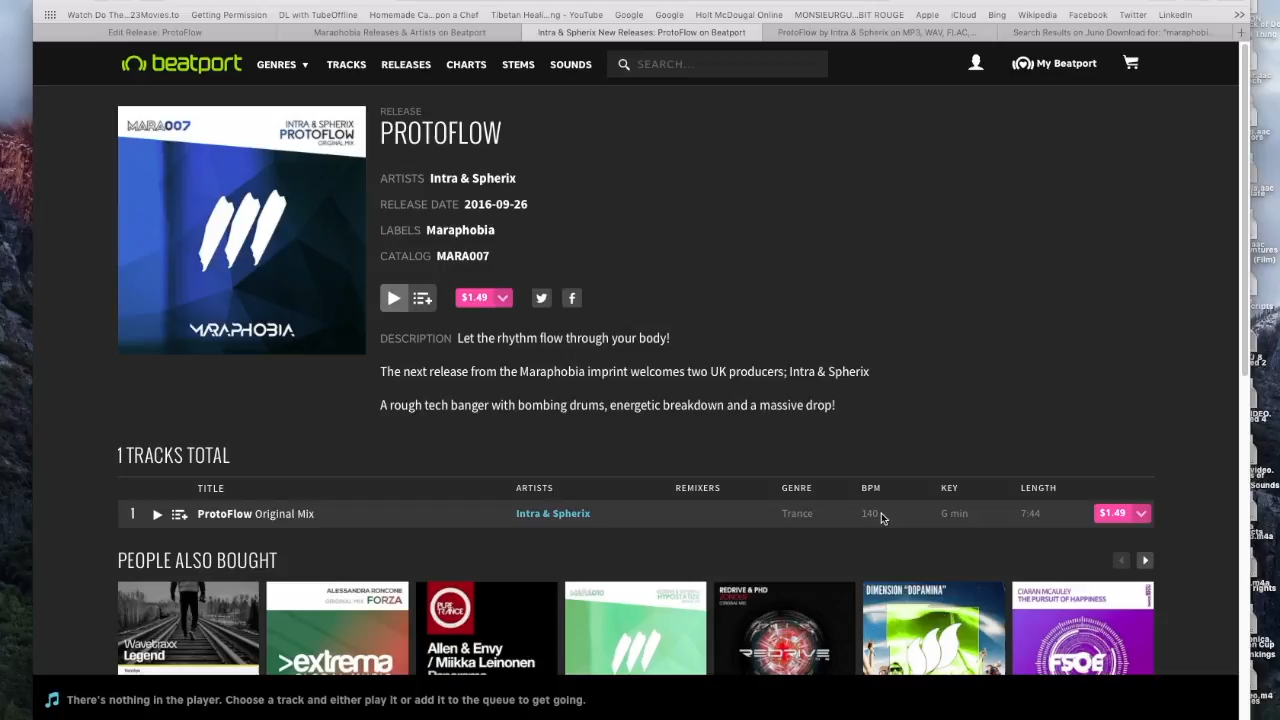 Watch Do The...23Movies.to Getting Permission DL with TubeOffline Homemade Ca...pon a Chef Tibetan Heali...ng - YouTube Google Google Holt McDougal Online MONSIEURGU...BIT ROUGE Apple iCloud Bing Wikipedia Facebook Twitter LinkedIn >>
Edit Release: ProtoFlow Maraphobia Releases & Artists on Beatport Intra & Spherix New Releases: ProtoFlow on Beatport ProtoFlow by Intra & Spherix on MP3, WAV, FLAC,... Search Results on Juno Download for: "maraphobi... +
beatport GENRES TRACKS RELEASES CHARTS STEMS SOUNDS SEARCH... My Beatport
MARA007 INTRA & SPHERIX
PROTOFLOW
ORIGINAL MIX
MARAPHOBIA
RELEASE
PROTOFLOW
ARTISTS Intra & Spherix
RELEASE DATE 2016-09-26
LABELS Maraphobia
CATALOG MARA007
$1.49
DESCRIPTION Let the rhythm flow through your body!
The next release from the Maraphobia imprint welcomes two UK producers; Intra & Spherix
A rough tech banger with bombing drums, energetic breakdown and a massive drop!
1 TRACKS TOTAL
TITLE ARTISTS REMIXERS GENRE BPM KEY LENGTH
1 ProtoFlow Original Mix Intra & Spherix Trance 140 G min 7:44 $1.49
PEOPLE ALSO BOUGHT
Wavetraxx
Legend
ALESSANDRA RONCONE
ORIGINAL MIX FORZA
>extrema
PURE TRANCE
Allen & Envy
/ Miikka Leinonen
MARA010
REDRIVE & PHD
ORIGINAL MIX
REDRIVE
DIMENSION "DOPAMINA"
CIARAN MCAULEY
THE PURSUIT OF HAPPINESS
FSOE
There's nothing in the player. Choose a track and either play it or add it to the queue to get going.